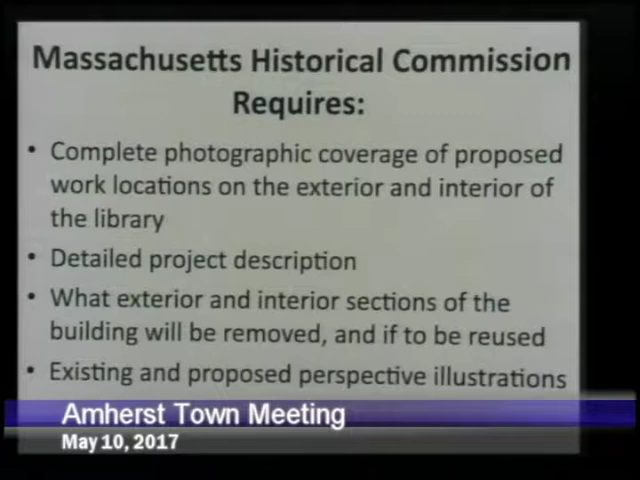 Massachusetts Historical Commission
Requires:
• Complete photographic coverage of proposed
work locations on the exterior and interior of
the library
• Detailed project description
• What exterior and interior sections of the
building will be removed, and if to be reused
• Existing and proposed perspective illustrations
Amherst Town Meeting
May 10, 2017